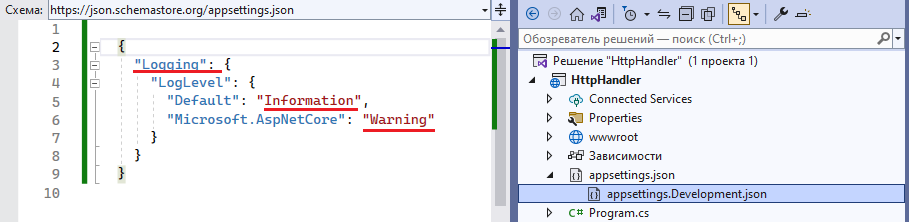 Схема: https://json.schemastore.org/appsettings.json
1
2 {
3 "Logging": {
4 "LogLevel": {
5 "Default": "Information",
6 "Microsoft.AspNetCore": "Warning"
7 }
8 }
9 }
10
Обозреватель решений — поиск (Ctrl+;)
Решение "HttpHandler" (1 проекта 1)
HttpHandler
Connected Services
Properties
wwwroot
Зависимости
appsettings.json
appsettings.Development.json
C# Program.cs